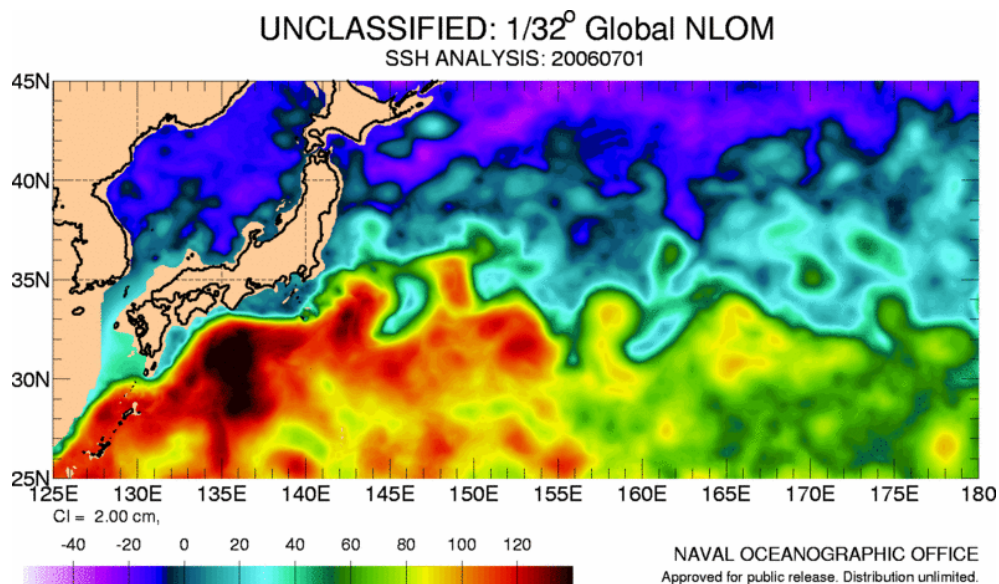 UNCLASSIFIED: 1/32° Global NLOM
SSH ANALYSIS: 20060701
45N
40N
35N
30N
25N
125E 130E 135E 140E 145E 150E 155E 160E 165E 170E 175E 180
CI = 2.00 cm,
-40 -20 0 20 40 60 80 100 120
NAVAL OCEANOGRAPHIC OFFICE
Approved for public release. Distribution unlimited.